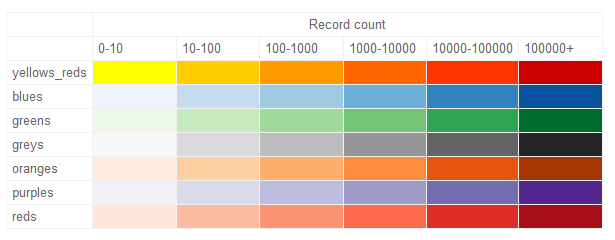 Record count
0-10 10-100 100-1000 1000-10000 10000-100000 100000+
yellows_reds
blues
greens
greys
oranges
purples
reds